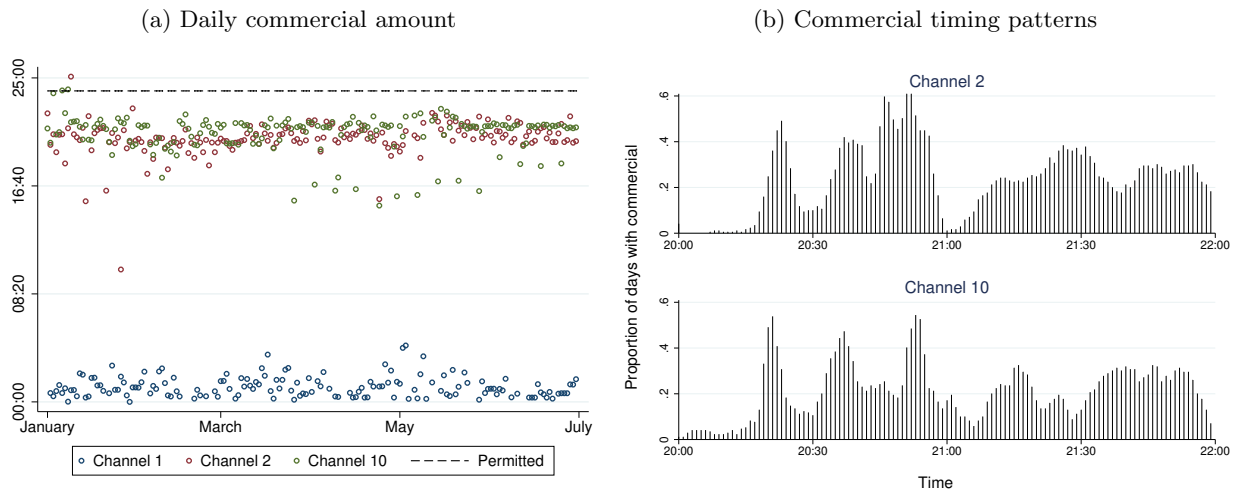 (a) Daily commercial amount
25:00
16:40
08:20
00:00
January
March
May
July
Channel 1
Channel 2
Channel 10
Permitted
(b) Commercial timing patterns
Proportion of days with commercial
Channel 2
.6
.4
.2
0
20:00
20:30
21:00
21:30
22:00
Channel 10
.6
.4
.2
0
20:00
20:30
21:00
21:30
22:00
Time